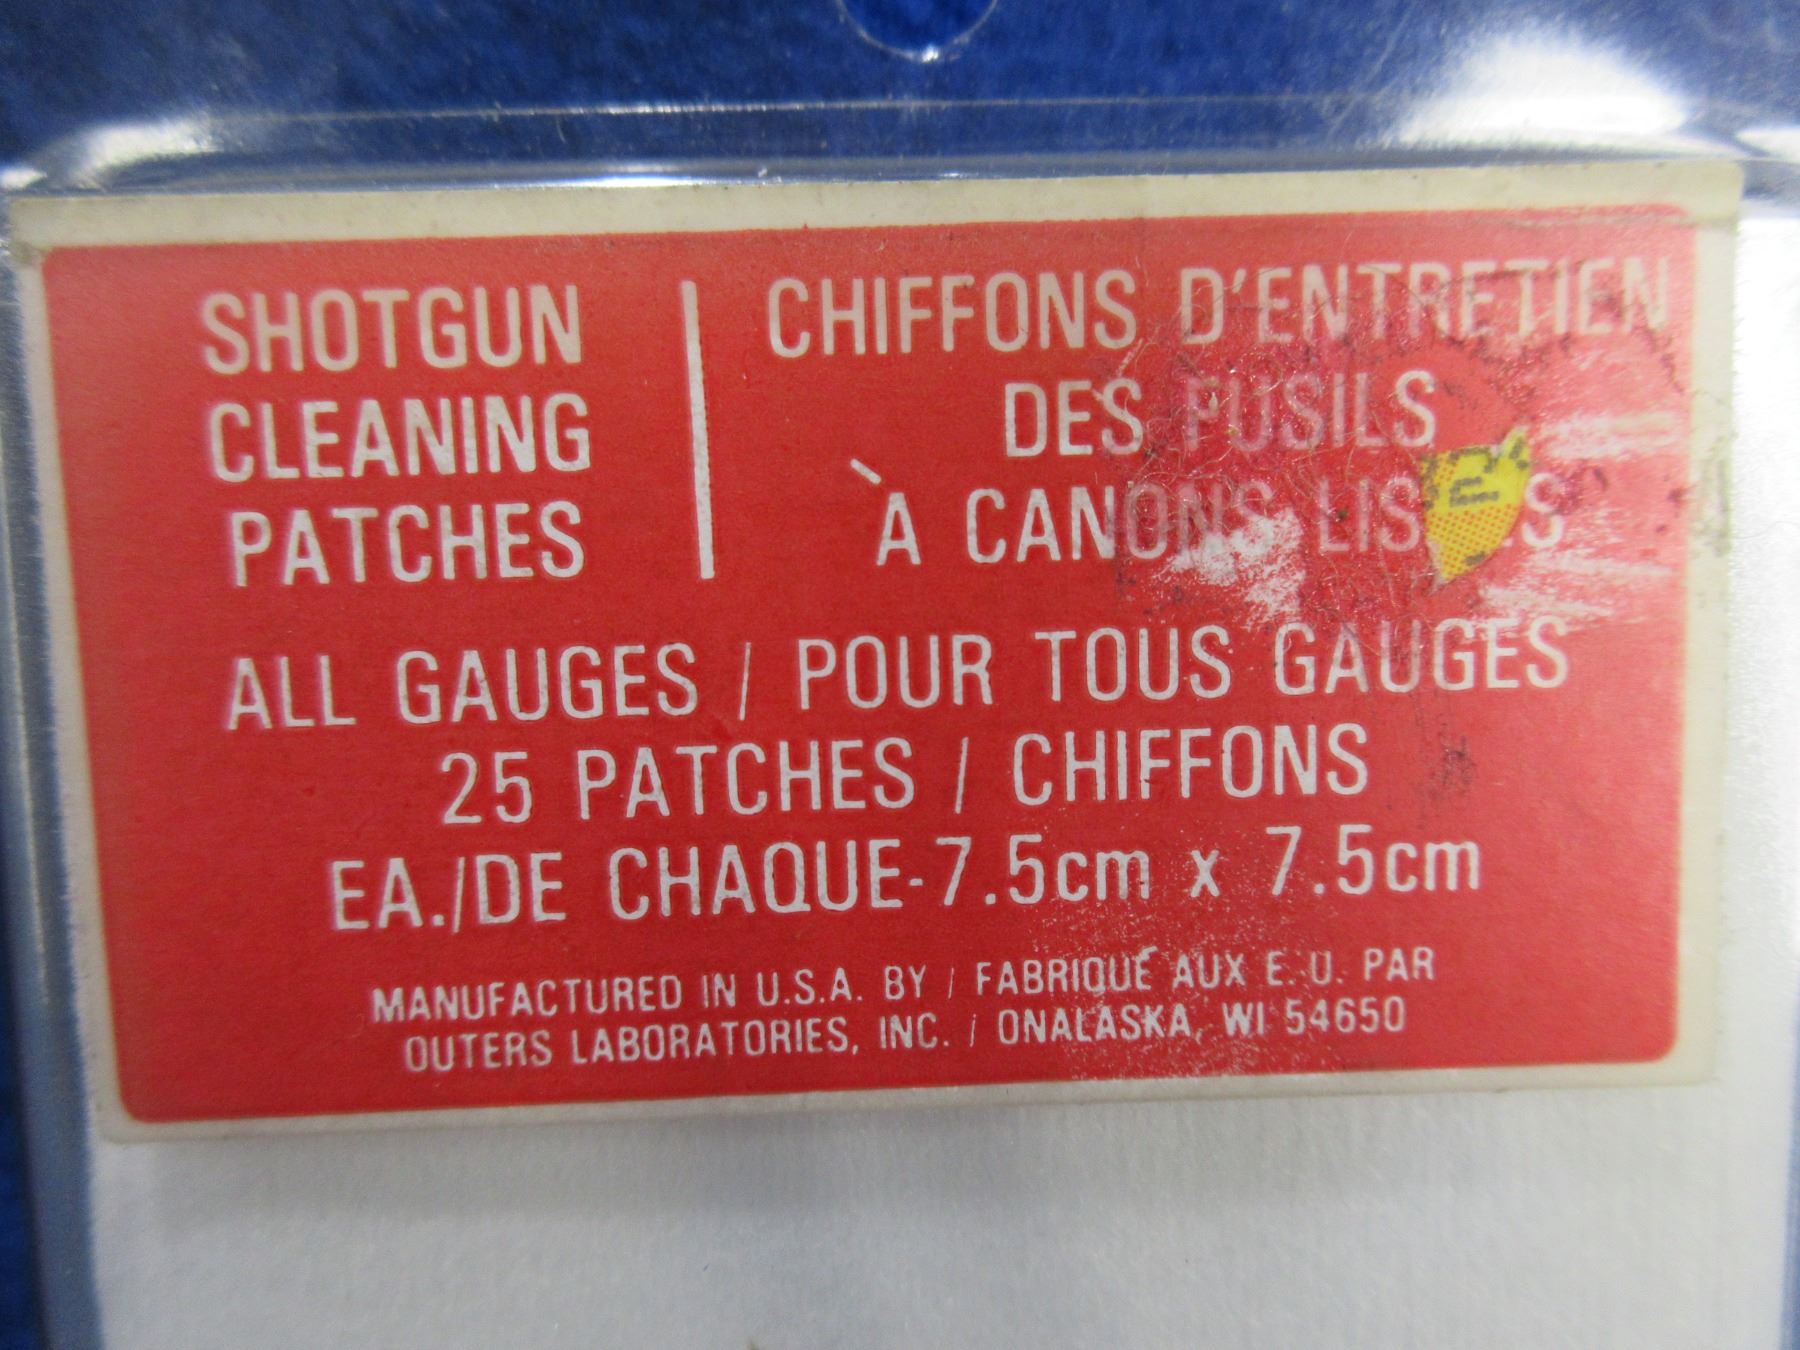 SHOTGUN
CLEANING
PATCHES
CHIFFONS D'ENTRETIEN
DES FUSILS
À CANONS
ALL GAUGES / POUR TOUS GAUGES
25 PATCHES / CHIFFONS
EA./DE CHAQUE-7.5cm x 7.5cm
MANUFACTURED IN U.S.A. BY / FABRIQUÉ AUX E.U. PAR
OUTERS LABORATORIES, INC. / ONALASKA, WI 54650